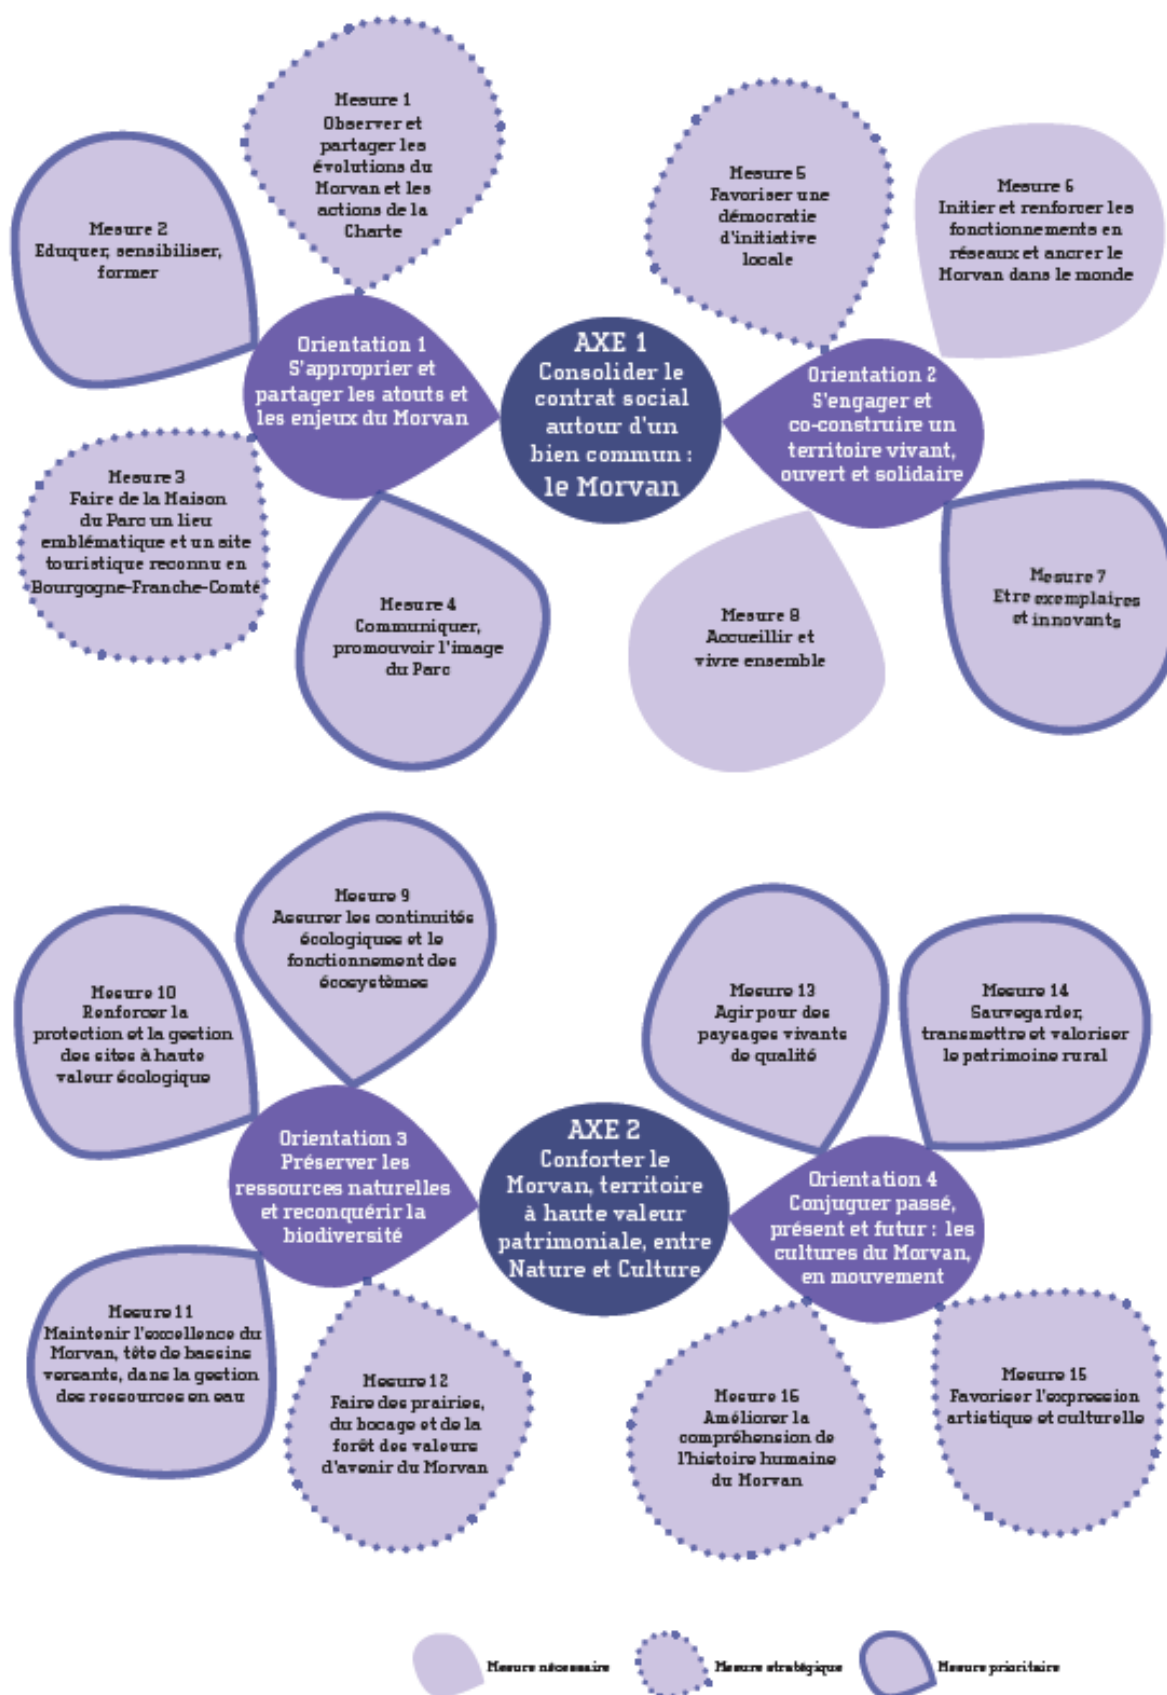 Mesure 1
Observer et
partager les
évolutions du
Morvan et les
actions de la
Charte
Mesure 2
Eduquer, sensibiliser,
former
Orientation 1
S'approprier et
partager les atouts et
les enjeux du Morvan
Mesure 3
Faire de la Maison
du Parc un lieu
emblématique et un site
touristique reconnu en
Bourgogne-Franche-Comté
Mesure 4
Communiquer,
promouvoir l'image
du Parc
AXE 1
Consolider le
contrat social
autour d'un
bien commun :
le Morvan
Mesure 5
Favoriser une
démocratie
d'initiative
locale
Mesure 6
Initier et renforcer les
fonctionnements en
réseaux et ancrer le
Morvan dans le monde
Orientation 2
S'engager et
co-construire un
territoire vivant,
ouvert et solidaire
Mesure 7
Etre exemplaires
et innovants
Mesure 8
Accueillir et
vivre ensemble
Mesure 9
Assurer les continuités
écologiques et le
fonctionnement des
écosystèmes
Mesure 10
Renforcer la
protection et la gestion
des sites à haute
valeur écologique
Orientation 3
Préserver les
ressources naturelles
et reconquérir la
biodiversité
Mesure 11
Maintenir l'excellence du
Morvan, tête de bassins
versants, dans la gestion
des ressources en eau
Mesure 12
Faire des prairies,
du bocage et de la
forêt des valeurs
d'avenir du Morvan
AXE 2
Conforter le
Morvan, territoire
à haute valeur
patrimoniale, entre
Nature et Culture
Mesure 13
Agir pour des
paysages vivants
de qualité
Mesure 14
Sauvegarder,
transmettre et valoriser
le patrimoine rural
Orientation 4
Conjuguer passé,
présent et futur : les
cultures du Morvan,
en mouvement
Mesure 15
Favoriser l'expression
artistique et culturelle
Mesure 16
Améliorer la
compréhension de
l'histoire humaine
du Morvan
Mesure nécessaire
Mesure stratégique
Mesure prioritaire